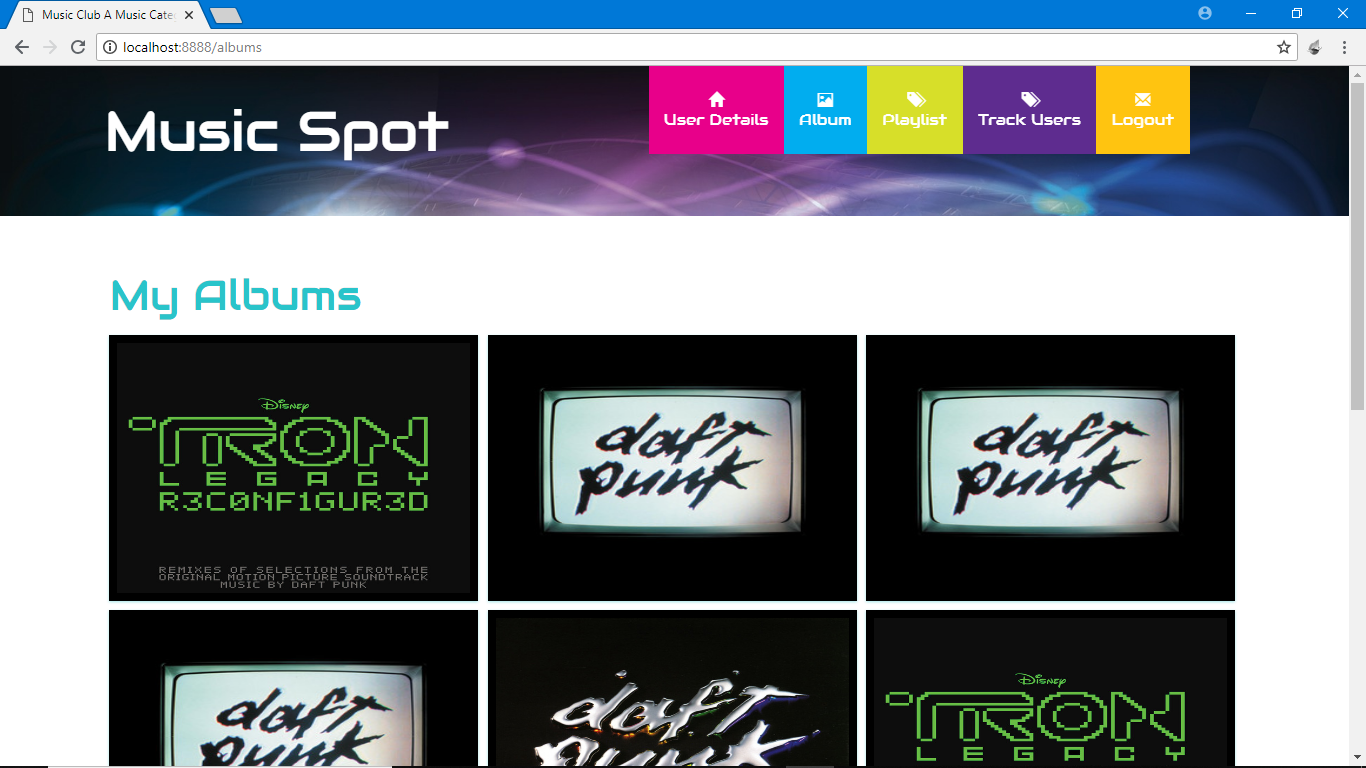 Music Club A Music Cate
localhost:8888/albums
Music Spot
User Details
Album
Playlist
Track Users
Logout
My Albums
Disney
TRON
LEGACY
R3C0NF1GUR3D
REMIXES OF SELECTIONS FROM THE
ORIGINAL MOTION PICTURE SOUNDTRACK
MUSIC BY DAFT PUNK
daft
punk
daft
punk
daft
punk
daft
punk
Disney
TRON
LEGACY